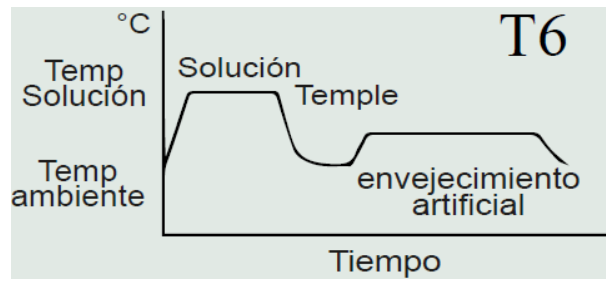 °C
T6
Temp
Solución
Solución
Temple
Temp
ambiente
envejecimiento
artificial
Tiempo